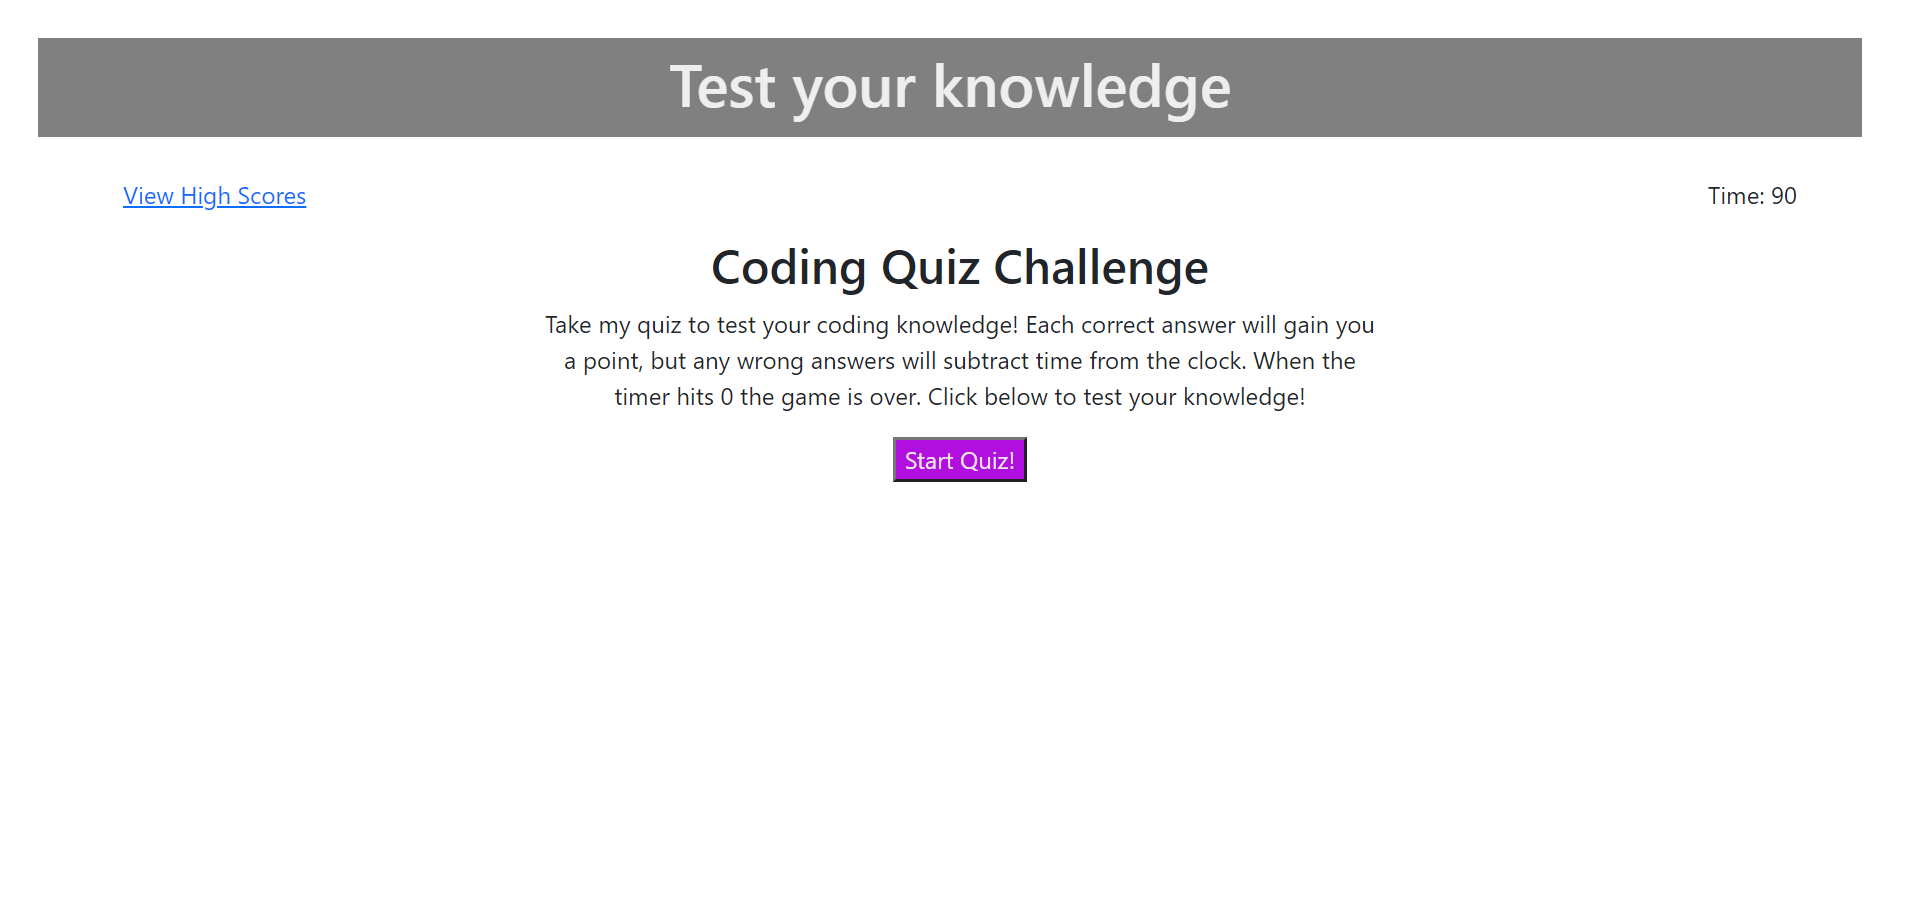 Test your knowledge
View High Scores
Time: 90
Coding Quiz Challenge
Take my quiz to test your coding knowledge! Each correct answer will gain you
a point, but any wrong answers will subtract time from the clock. When the
timer hits 0 the game is over. Click below to test your knowledge!
Start Quiz!